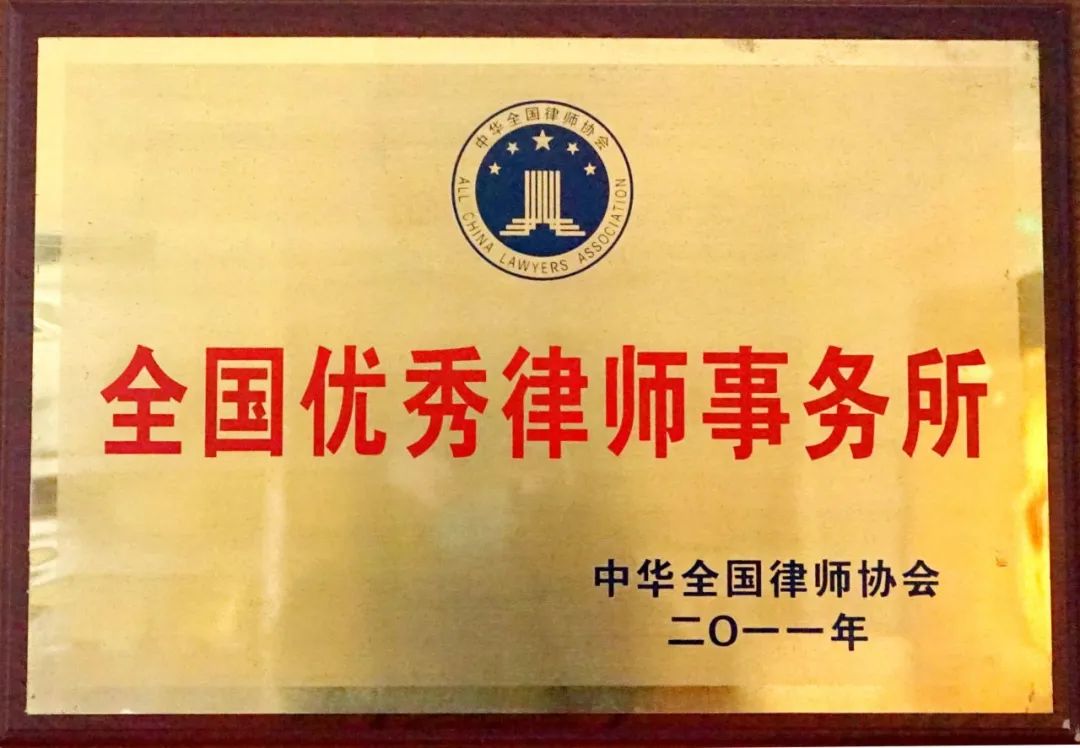 中华全国律师协会
ALL CHINA LAWYERS ASSOCIATION
全国优秀律师事务所
中华全国律师协会
二〇一一年